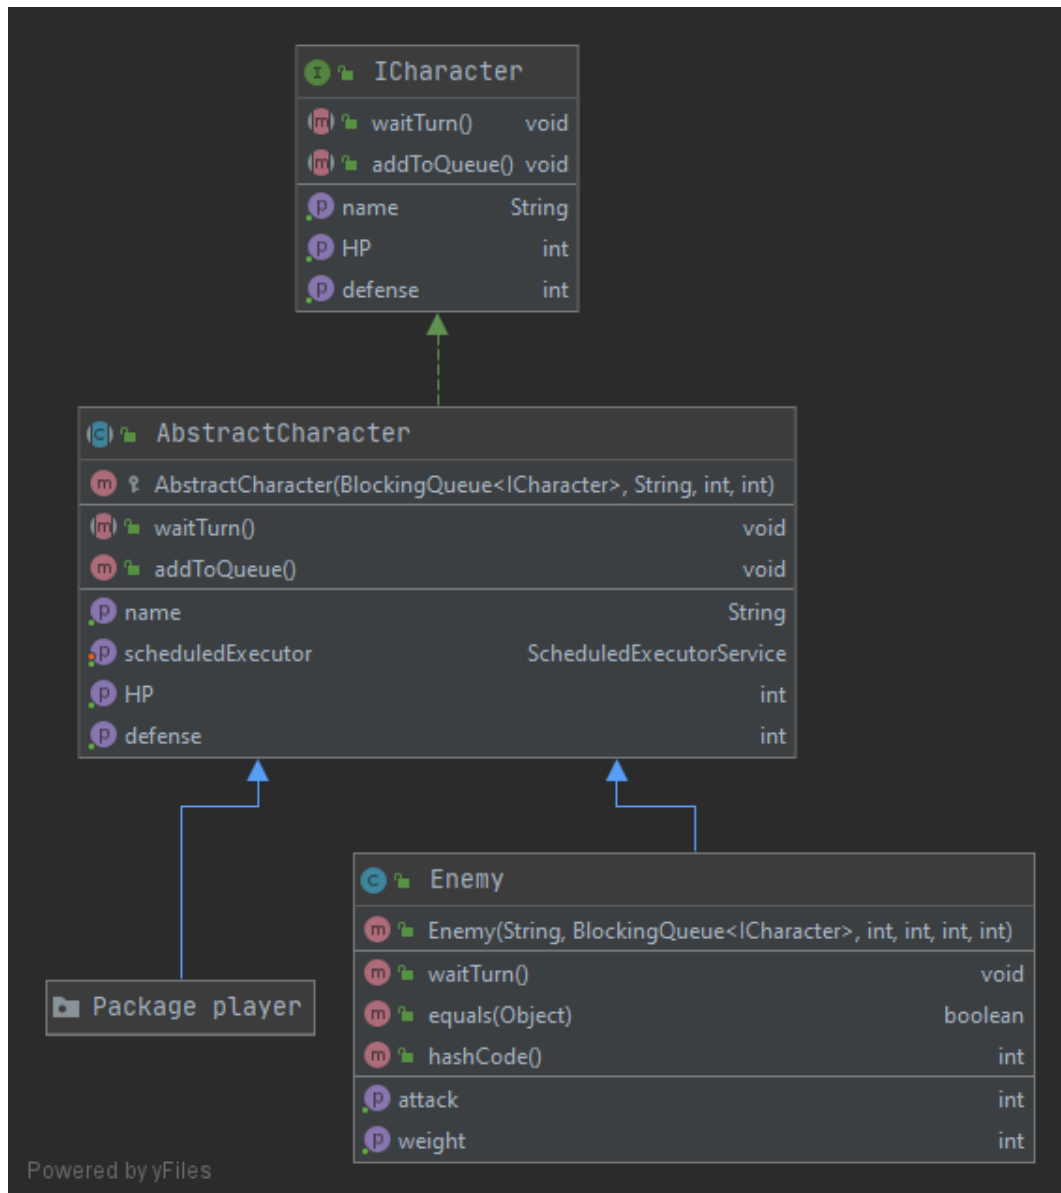 ICharacter
waitTurn() void
addToQueue() void
name String
HP int
defense int
AbstractCharacter
AbstractCharacter(BlockingQueue<ICharacter>, String, int, int)
waitTurn() void
addToQueue() void
name String
scheduledExecutor ScheduledExecutorService
HP int
defense int
Package player
Enemy
Enemy(String, BlockingQueue<ICharacter>, int, int, int, int)
waitTurn() void
equals(Object) boolean
hashCode() int
attack int
weight int
Powered by yFiles